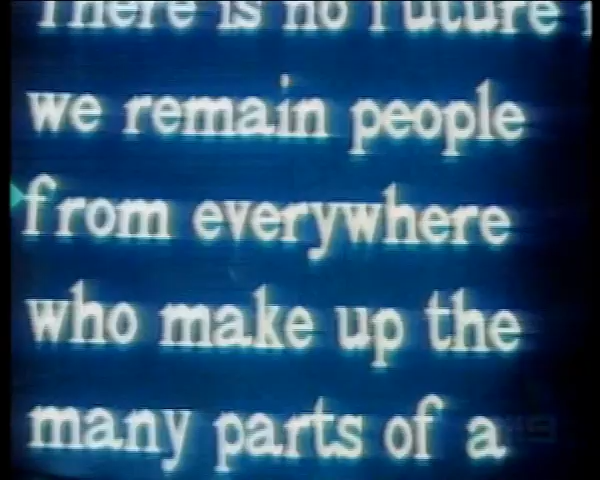 There is no future
we remain people
from everywhere
who make up the
many parts of a